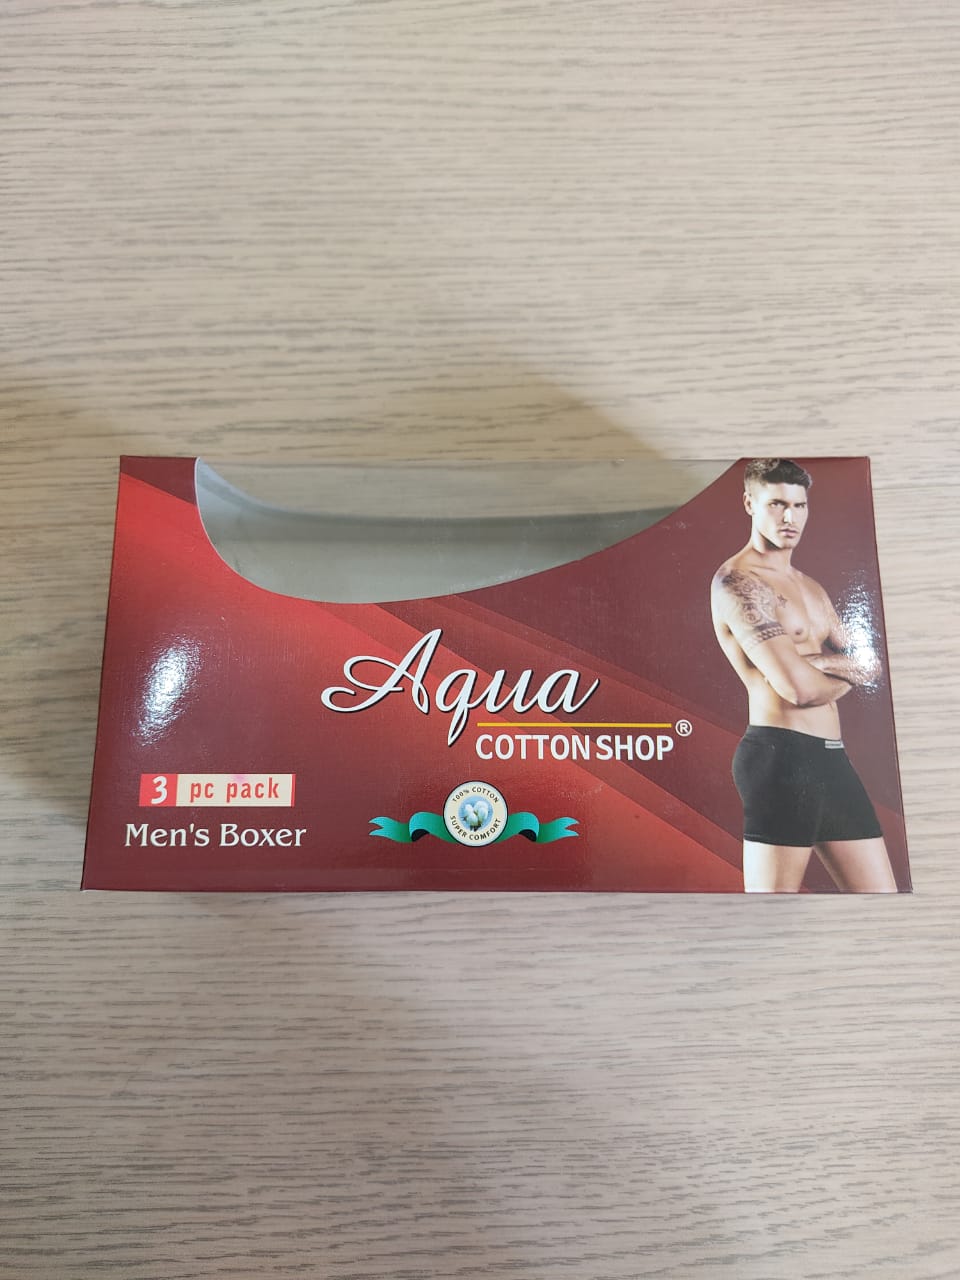 Aqua
COTTON SHOP®
3 pc pack
Men's Boxer
100% COTTON
SUPER COMFORT